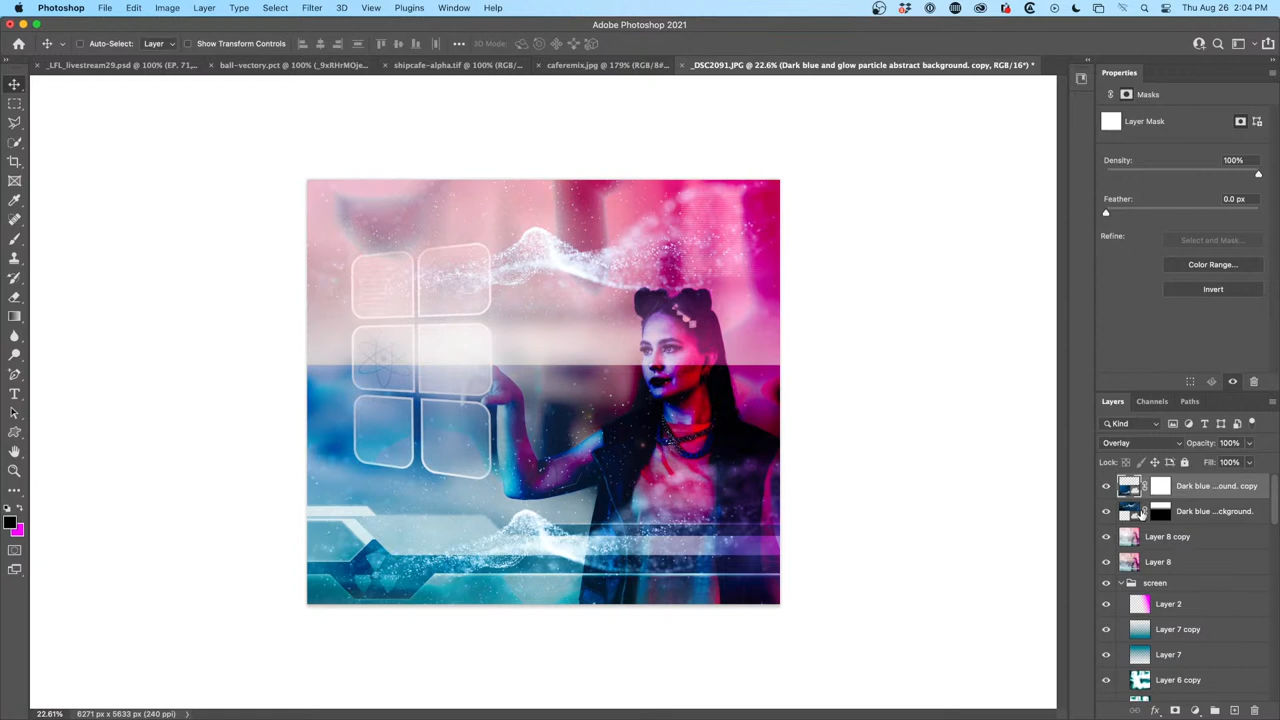 Photoshop File Edit Image Layer Type Select Filter 3D View Plugins Window Help
Thu Aug 26 2:04 PM
Adobe Photoshop 2021
Auto-Select: Layer Show Transform Controls 3D Mode:
_LFL_livestream29.psd @ 100% (EP. 71,...
ball-vectory.pct @ 100% (_9xRHrMOje...
shipcafe-alpha.tif @ 100% (RGB/...
caferemix.jpg @ 179% (RGB/8#...
_DSC2091.JPG @ 22.6% (Dark blue and glow particle abstract background. copy, RGB/16*) *
Properties
Masks
Layer Mask
Density: 100%
Feather: 0.0 px
Refine: Select and Mask...
Color Range...
Invert
Layers Channels Paths
Kind
Overlay Opacity: 100%
Lock: Fill: 100%
Dark blue ...ound. copy
Dark blue ...ckground.
Layer 8 copy
Layer 8
screen
Layer 2
Layer 7 copy
Layer 7
Layer 6 copy
22.61% 6271 px x 5633 px (240 ppi)